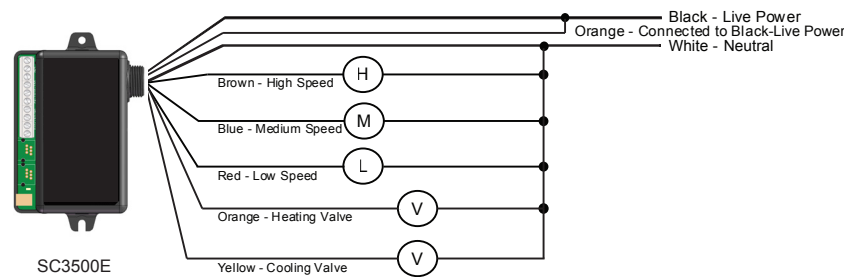 Black - Live Power
Orange - Connected to Black-Live Power
White - Neutral
Brown - High Speed
H
Blue - Medium Speed
M
Red - Low Speed
L
Orange - Heating Valve
V
Yellow - Cooling Valve
V
SC3500E